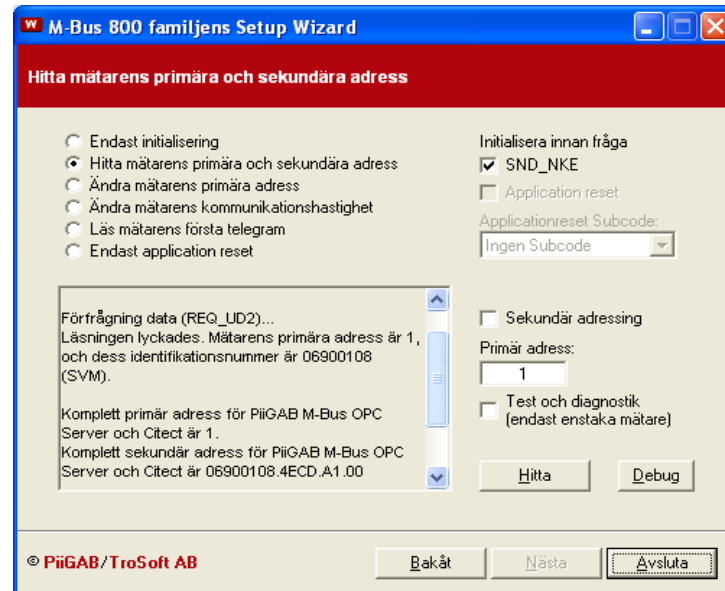 M-Bus 800 familjens Setup Wizard
Hitta mätarens primära och sekundära adress
Endast initialisering
Hitta mätarens primära och sekundära adress
Ändra mätarens primära adress
Ändra mätarens kommunikationshastighet
Läs mätarens första telegram
Endast application reset
Initialisera innan fråga
SND_NKE
Application reset
Applicationreset Subcode:
Ingen Subcode
Förfrågning data (REQ_UD2)...
Läsningen lyckades. Mätarens primära adress är 1,
och dess identifikationsnummer är 06900108
(SVM).
Komplett primär adress för PiiGAB M-Bus OPC
Server och Citect är 1.
Komplett sekundär adress för PiiGAB M-Bus OPC
Server och Citect är 06900108.4ECD.A1.00
Sekundär adressing
Primär adress:
1
Test och diagnostik
(endast enstaka mätare)
Hitta
Debug
© PiiGAB/TroSoft AB
Bakåt
Nästa
Avsluta